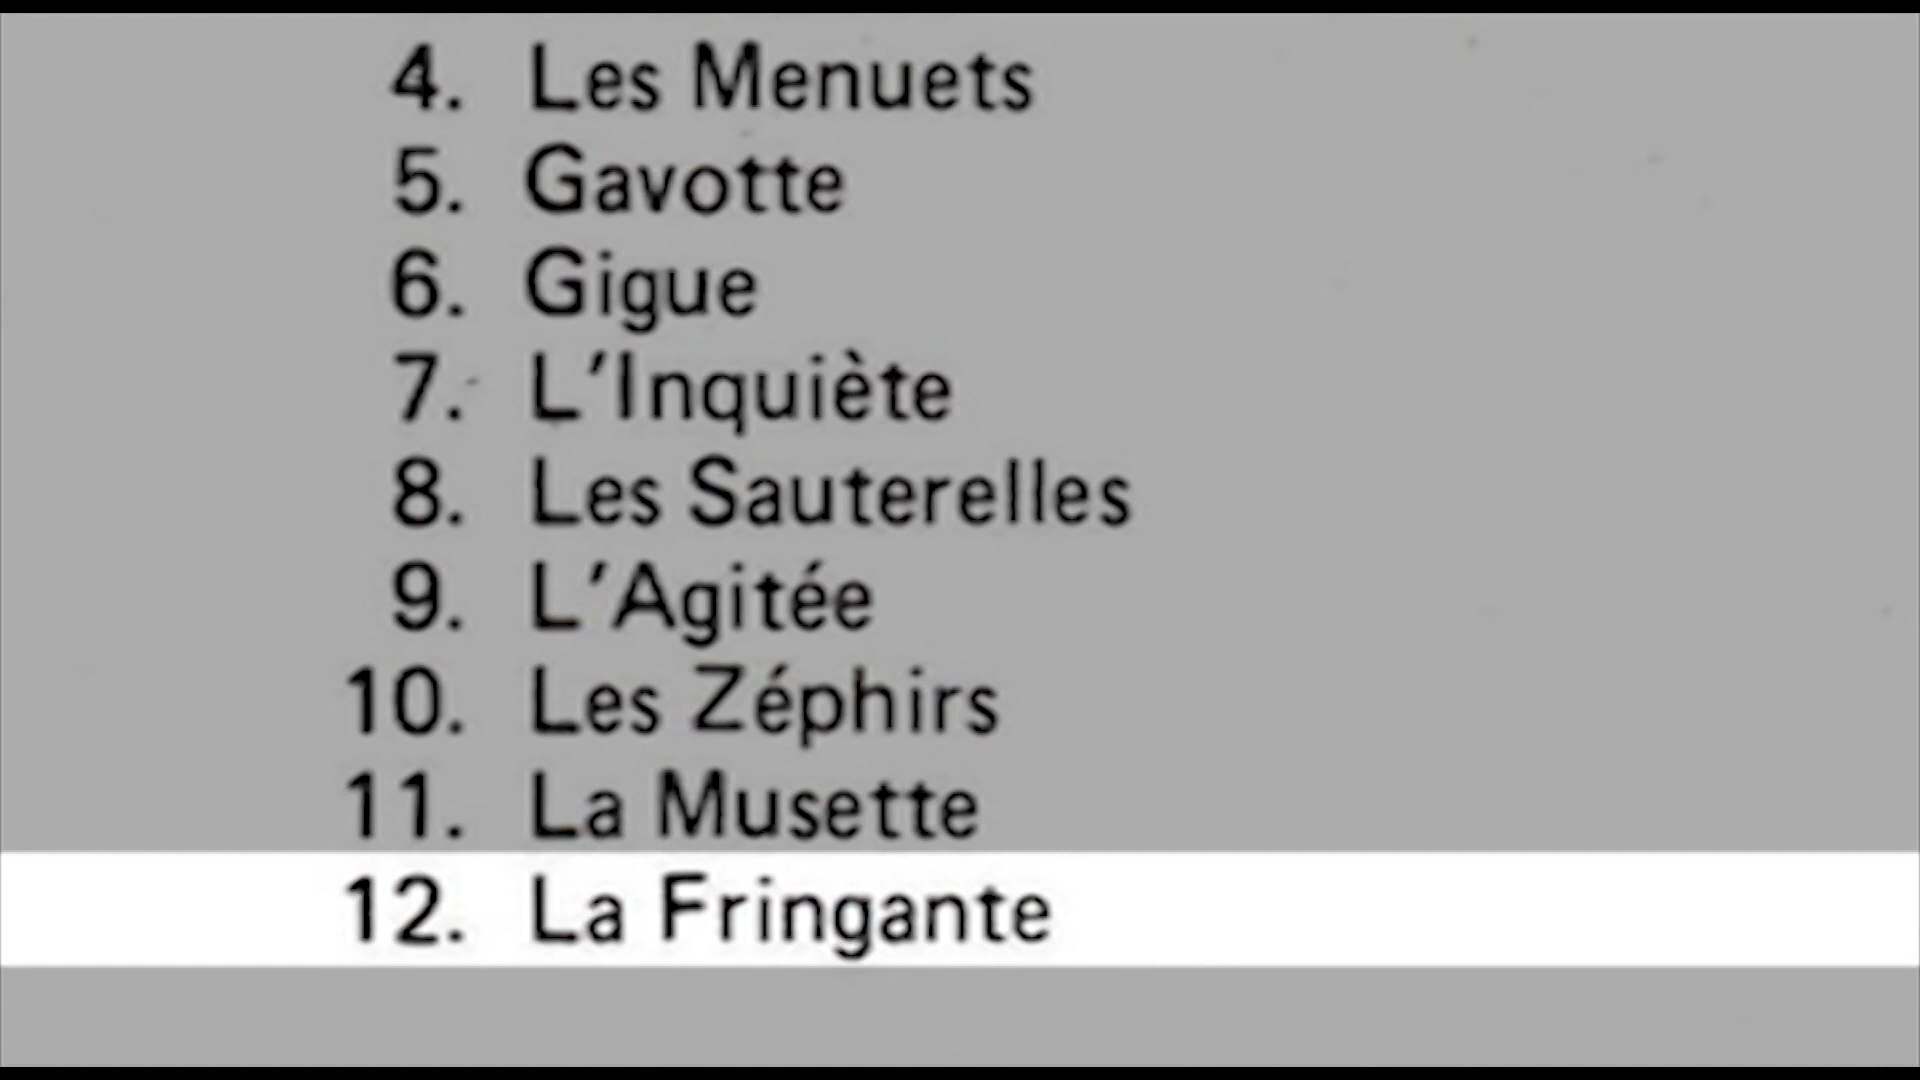 4. Les Menuets
5. Gavotte
6. Gigue
7. L'Inquiète
8. Les Sauterelles
9. L'Agitée
10. Les Zéphirs
11. La Musette
12. La Fringante